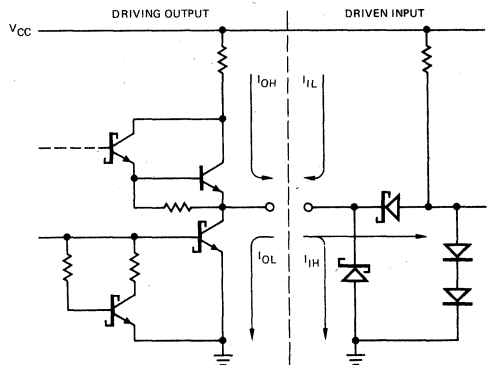 DRIVING OUTPUT
DRIVEN INPUT
VCC
IOH
IIL
IOL
IIH